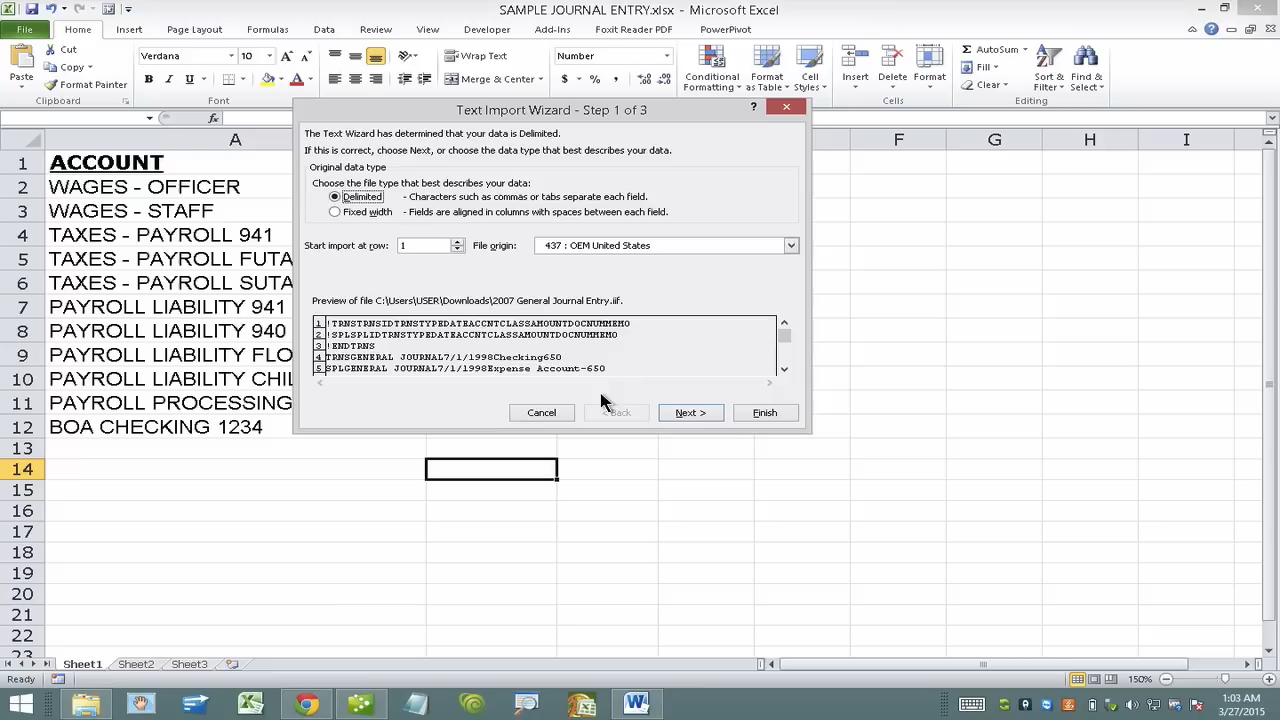 SAMPLE JOURNAL ENTRY.xlsx - Microsoft Excel
File Home Insert Page Layout Formulas Data Review View Developer Add-Ins Foxit Reader PDF PowerPivot
Paste
Cut
Copy
Format Painter
Clipboard
Verdana 10
B I U
Font
Wrap Text
Merge & Center
Number
$ % ,
Conditional Formatting
Format as Table
Cell Styles
Insert
Delete
Format
Cells
AutoSum
Fill
Clear
Sort & Filter
Find & Select
Editing
fx
A F G H I
1 ACCOUNT
2 WAGES - OFFICER
3 WAGES - STAFF
4 TAXES - PAYROLL 941
5 TAXES - PAYROLL FUTA
6 TAXES - PAYROLL SUTA
7 PAYROLL LIABILITY 941
8 PAYROLL LIABILITY 940
9 PAYROLL LIABILITY FLO
10 PAYROLL LIABILITY CHIL
11 PAYROLL PROCESSING
12 BOA CHECKING 1234
13
14
15
16
17
18
19
20
21
22
23
Text Import Wizard - Step 1 of 3
The Text Wizard has determined that your data is Delimited.
If this is correct, choose Next, or choose the data type that best describes your data.
Original data type
Choose the file type that best describes your data:
Delimited - Characters such as commas or tabs separate each field.
Fixed width - Fields are aligned in columns with spaces between each field.
Start import at row: 1 File origin: 437 : OEM United States
Preview of file C:\Users\USER\Downloads\2007 General Journal Entry.iif.
1 !TRNSTRNSIDTRNSTYPEDATEACCNTCLASSAMOUNTDOCNUMMEMO
2 !SPLSPLIDTRNSTYPEDATEACCNTCLASSAMOUNTDOCNUMMEMO
3 !ENDTRNS
4 TRNSGENERAL JOURNAL7/1/1998Checking650
5 SPLGENERAL JOURNAL7/1/1998Expense Account-650
Cancel < Back Next > Finish
Sheet1 Sheet2 Sheet3
Ready 150%
1:03 AM
3/27/2015